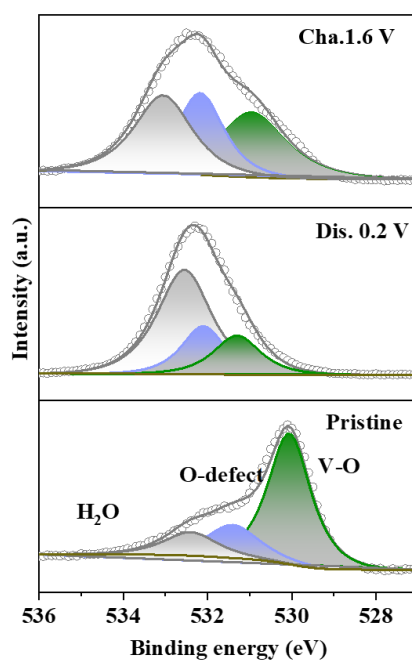 Cha.1.6 V
Dis. 0.2 V
Pristine
O-defect
V-O
H₂O
Intensity (a.u.)
536 534 532 530 528
Binding energy (eV)